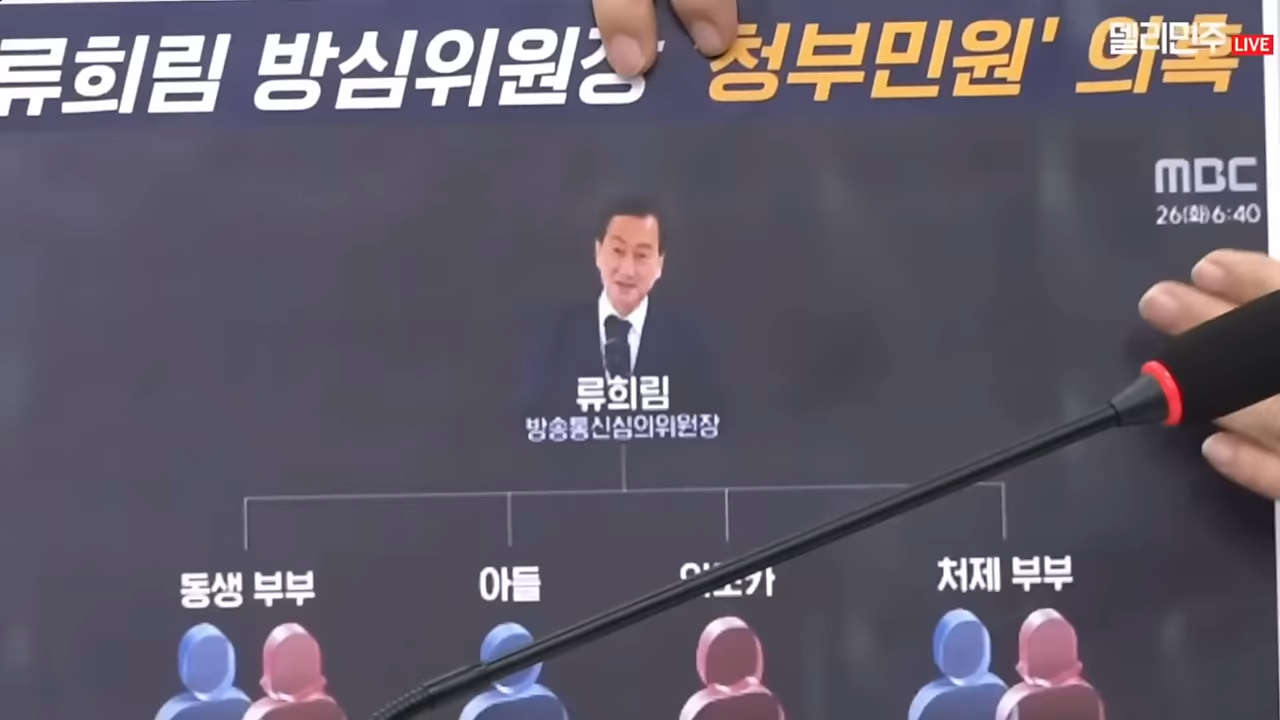 류희림 방심위원장 '청부민원' 의혹
델리민주 LIVE
MBC
26(화)6:40
류희림
방송통신심의위원장
동생 부부
아들
처제 부부